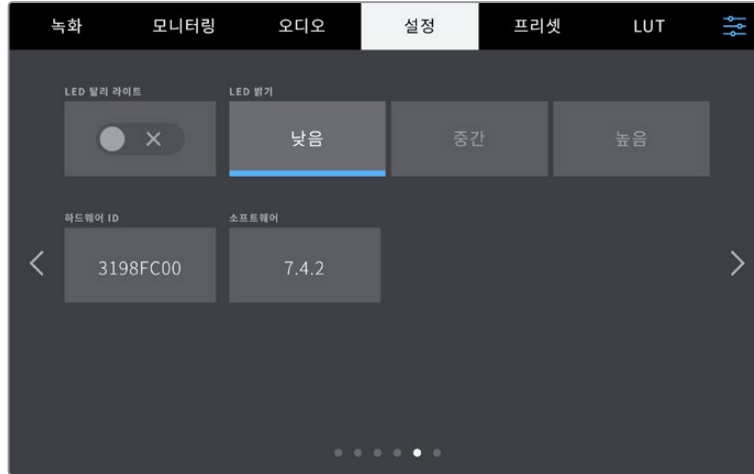 녹화 모니터링 오디오 설정 프리셋 LUT
LED 탈리 라이트 LED 밝기
낮음 중간 높음
하드웨어 ID 소프트웨어
3198FC00 7.4.2